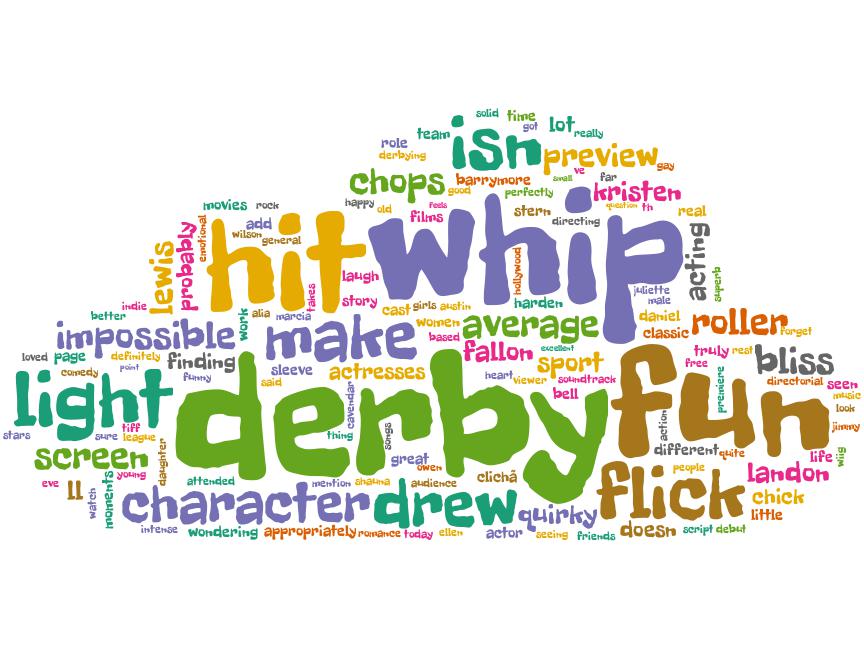 solid
time
got
lot
really
team
role
derbying
isn
preview
gay
chops
barrymore
good
small
ve
far
perfectly
kristen
question
th
happy
old
feels
films
stern
directing
real
movies
rock
add
wilson
general
emotional
probably
lewis
hit
whip
acting
superb
hollywood
laugh
takes
story
juliette
male
indie
better
work
alia
marcia
cast
girls
austin
harden
daniel
classic
roller
forget
impossible
make
women
based
average
fallon
excellent
sport
truly
rest
free
bliss
loved
page
definitely
point
finding
funny
comedy
sleeve
actresses
said
heart
viewer
soundtrack
bell
premiere
directorial
seen
music
look
jimmy
light
derby
fun
tiff
stars
sure
league
cavendar
thing
songs
action
different
quite
wiig
life
screen
daughter
great
owen
people
landon
eve
ll
young
moments
watch
attended
mention
shauna
audience
clichã
flick
chick
little
character
drew
quirky
intense
wondering
appropriately
romance
today
ellen
actor
seeing
friends
doesn
script
debut